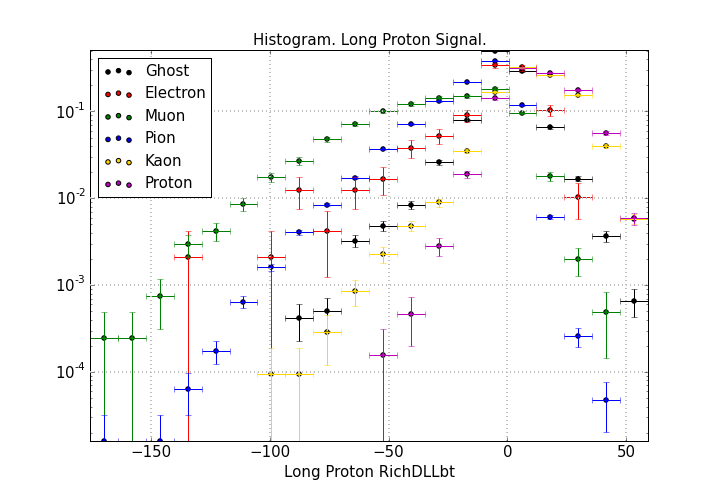 Histogram. Long Proton Signal.
Ghost
Electron
Muon
Pion
Kaon
Proton
10^-1
10^-2
10^-3
10^-4
−150 −100 −50 0 50
Long Proton RichDLLbt